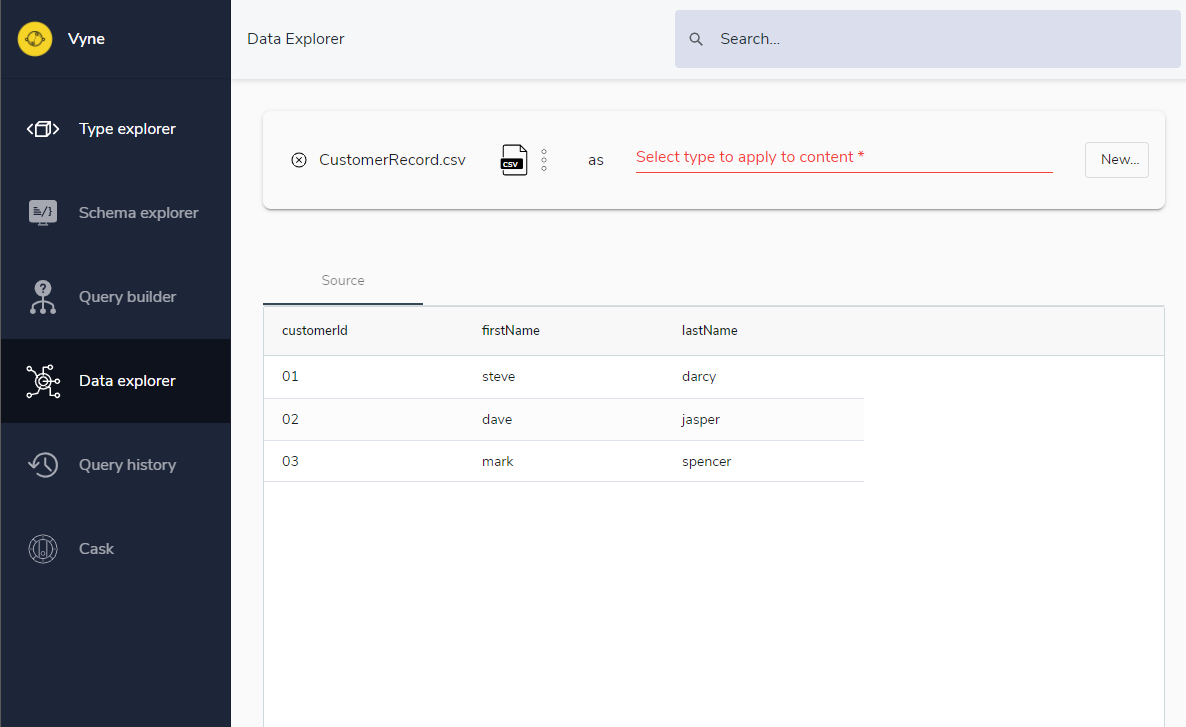 Vyne
Data Explorer
Search...
Type explorer
Schema explorer
Query builder
Data explorer
Query history
Cask
CustomerRecord.csv
CSV
as
Select type to apply to content *
New...
Source
customerId firstName lastName
01 steve darcy
02 dave jasper
03 mark spencer